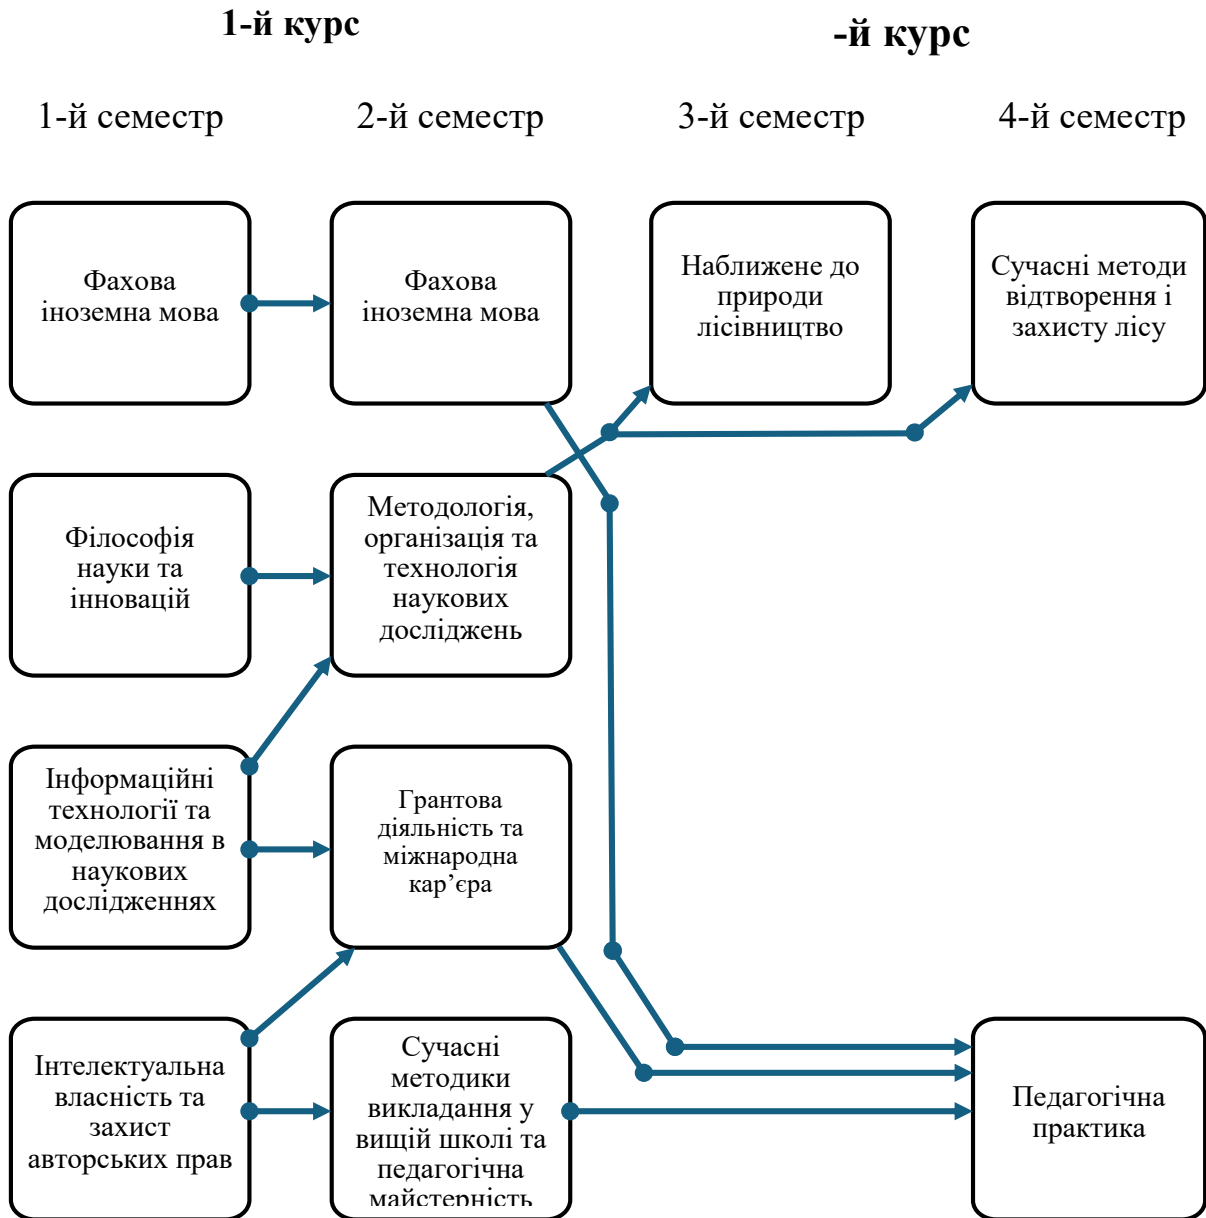 1-й курс
-й курс
1-й семестр
2-й семестр
3-й семестр
4-й семестр
Фахова
іноземна мова
Фахова
іноземна мова
Наближене до
природи
лісівництво
Сучасні методи
відтворення і
захисту лісу
Філософія
науки та
інновацій
Методологія,
організація та
технологія
наукових
досліджень
Інформаційні
технології та
моделювання в
наукових
дослідженнях
Грантова
діяльність та
міжнародна
кар’єра
Інтелектуальна
власність та
захист
авторських прав
Сучасні
методики
викладання у
вищій школі та
педагогічна
майстерність
Педагогічна
практика